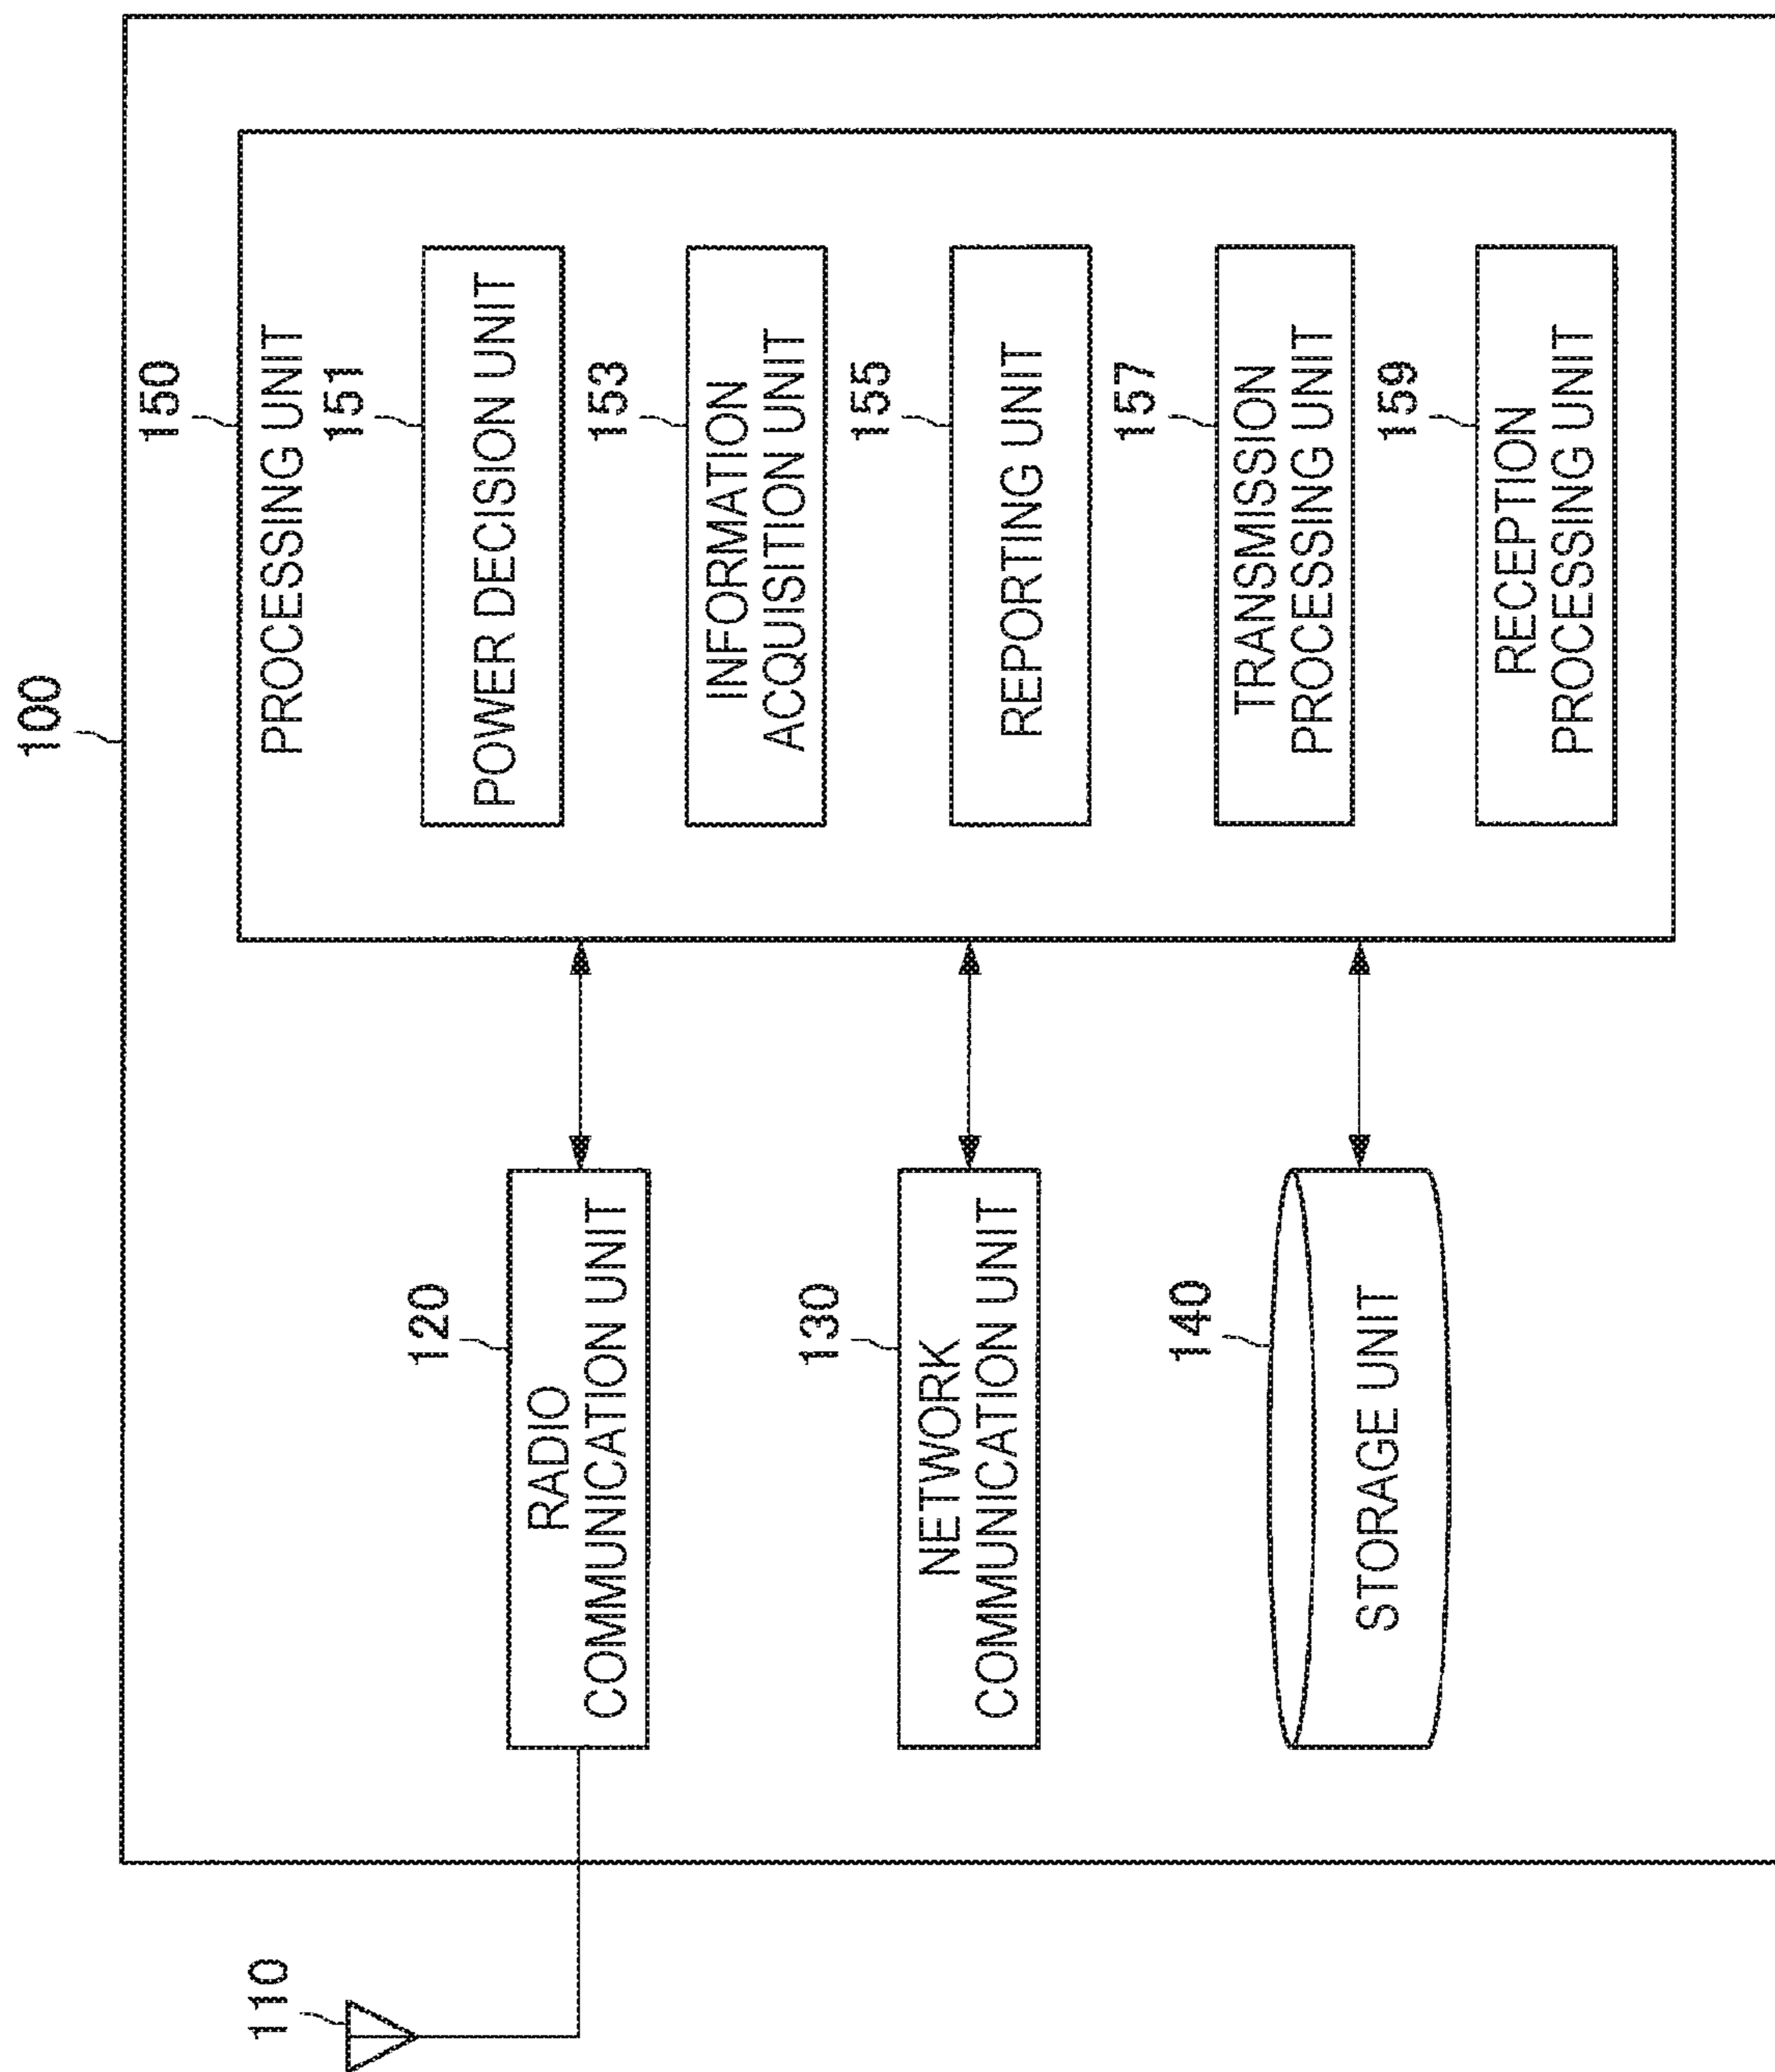 100
110
120
RADIO
COMMUNICATION UNIT
130
NETWORK
COMMUNICATION UNIT
140
STORAGE UNIT
150
PROCESSING UNIT
151
POWER DECISION UNIT
153
INFORMATION
ACQUISITION UNIT
155
REPORTING UNIT
157
TRANSMISSION
PROCESSING UNIT
159
RECEPTION
PROCESSING UNIT